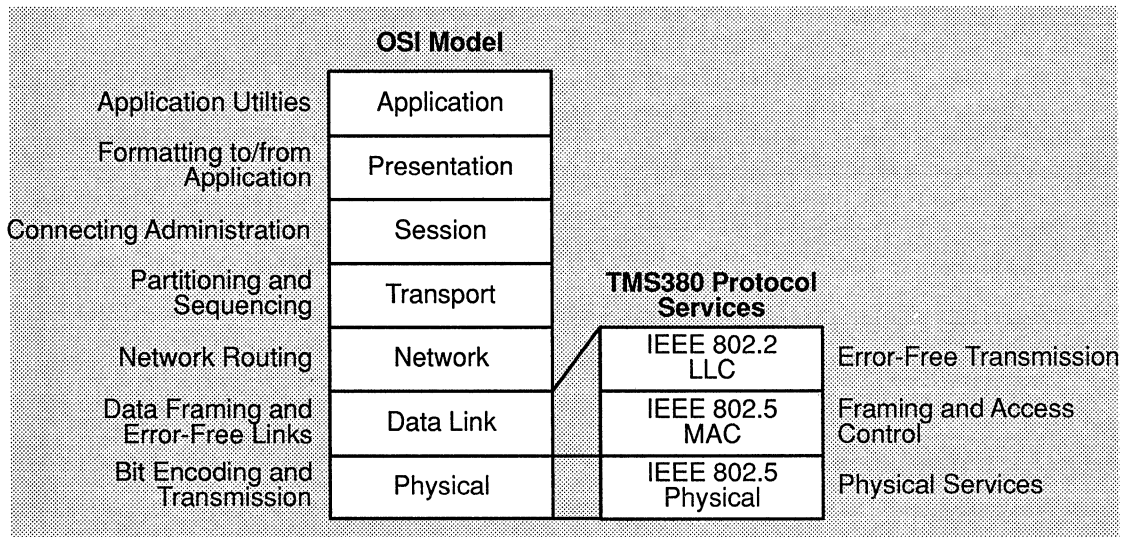 OSI Model
Application Utilties
Application
Formatting to/from
Application
Presentation
Connecting Administration
Session
Partitioning and
Sequencing
Transport
TMS380 Protocol
Services
Network Routing
Network
IEEE 802.2
LLC
Error-Free Transmission
Data Framing and
Error-Free Links
Data Link
IEEE 802.5
MAC
Framing and Access
Control
Bit Encoding and
Transmission
Physical
IEEE 802.5
Physical
Physical Services